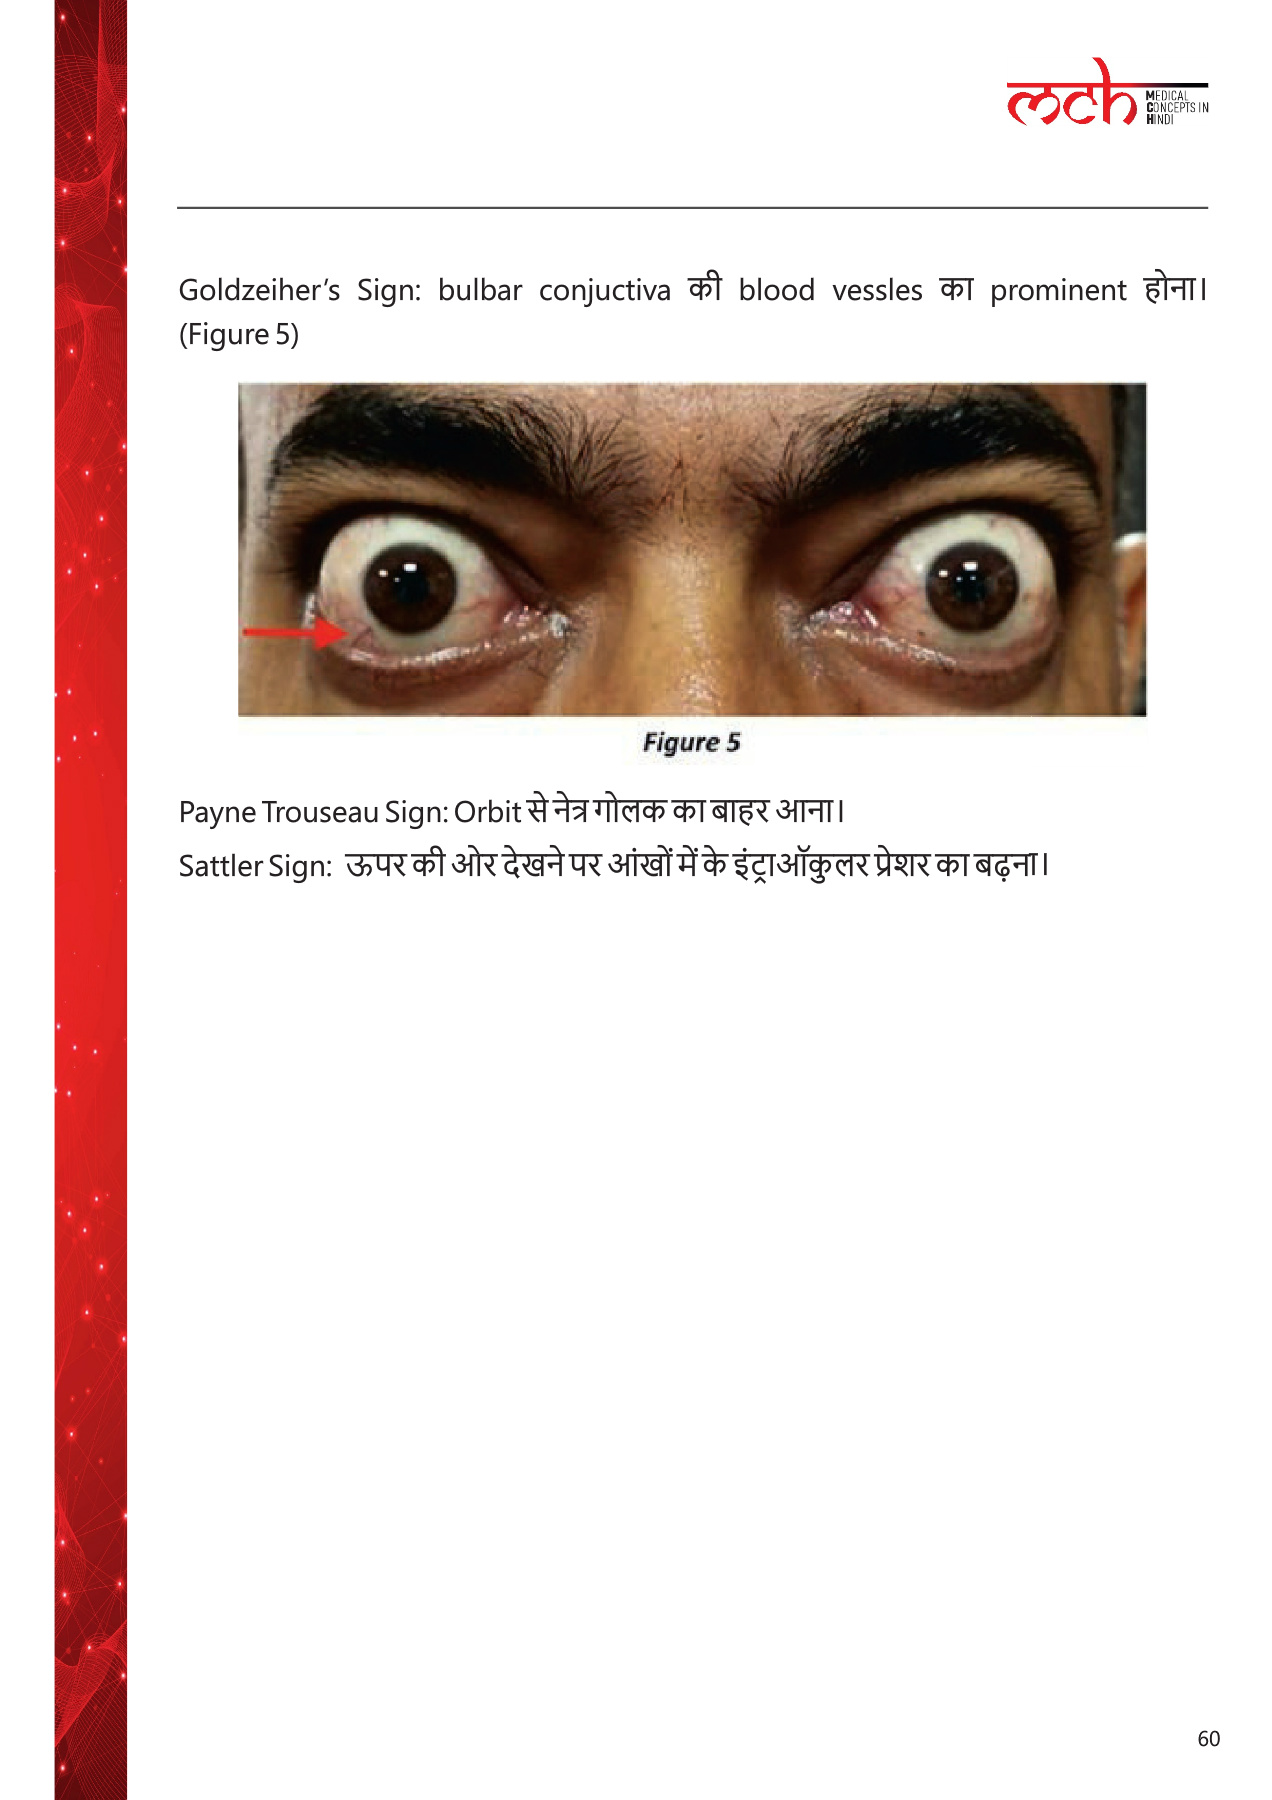 mch
MEDICAL
CONCEPTS IN
HINDI
Goldzeiher’s Sign: bulbar conjuctiva की blood vessles का prominent होना।
(Figure 5)
Figure 5
Payne Trouseau Sign: Orbit से नेत्र गोलक का बाहर आना।
Sattler Sign: ऊपर की ओर देखने पर आंखों में के इंट्राऑकुलर प्रेशर का बढ़ना।
60